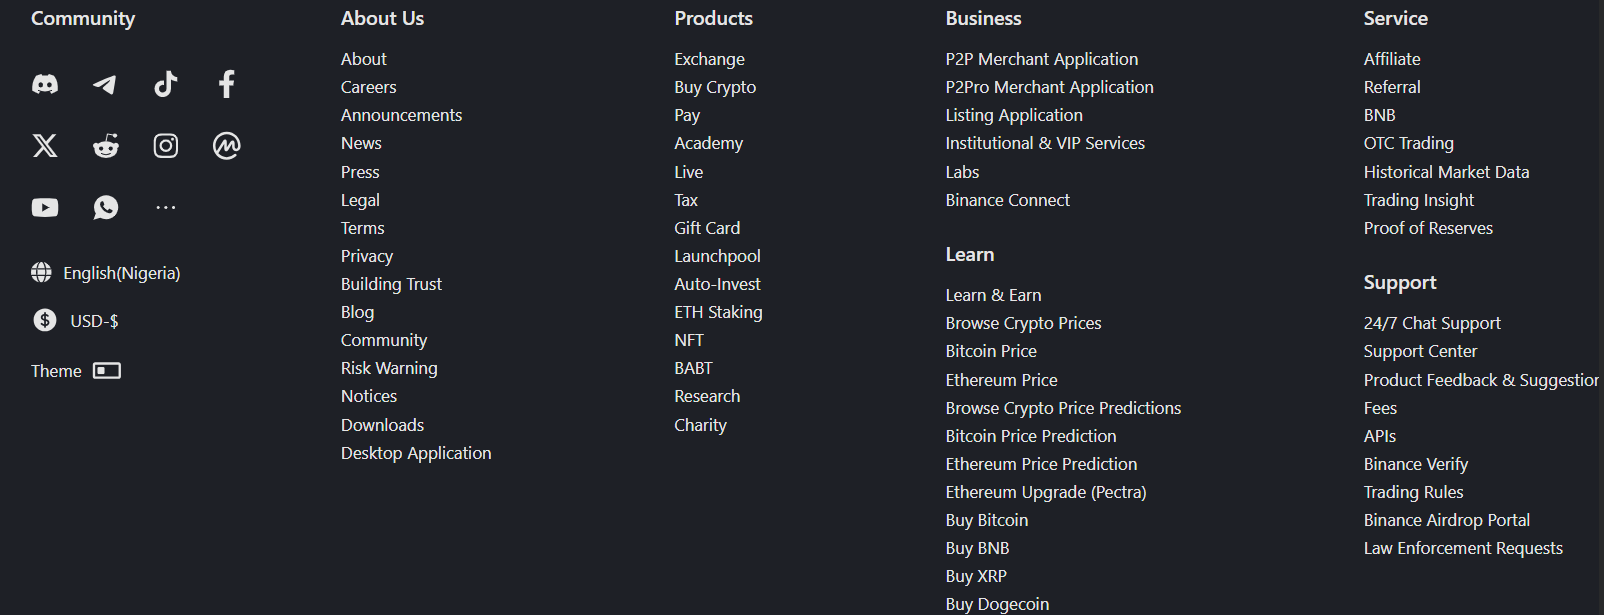 Community
English(Nigeria)
USD-$
Theme
About Us
About
Careers
Announcements
News
Press
Legal
Terms
Privacy
Building Trust
Blog
Community
Risk Warning
Notices
Downloads
Desktop Application
Products
Exchange
Buy Crypto
Pay
Academy
Live
Tax
Gift Card
Launchpool
Auto-Invest
ETH Staking
NFT
BABT
Research
Charity
Business
P2P Merchant Application
P2Pro Merchant Application
Listing Application
Institutional & VIP Services
Labs
Binance Connect
Learn
Learn & Earn
Browse Crypto Prices
Bitcoin Price
Ethereum Price
Browse Crypto Price Predictions
Bitcoin Price Prediction
Ethereum Price Prediction
Ethereum Upgrade (Pectra)
Buy Bitcoin
Buy BNB
Buy XRP
Buy Dogecoin
Service
Affiliate
Referral
BNB
OTC Trading
Historical Market Data
Trading Insight
Proof of Reserves
Support
24/7 Chat Support
Support Center
Product Feedback & Suggestion
Fees
APIs
Binance Verify
Trading Rules
Binance Airdrop Portal
Law Enforcement Requests